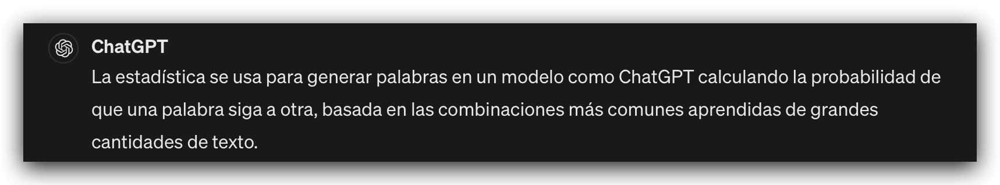 ChatGPT
La estadística se usa para generar palabras en un modelo como ChatGPT calculando la probabilidad de
que una palabra siga a otra, basada en las combinaciones más comunes aprendidas de grandes
cantidades de texto.